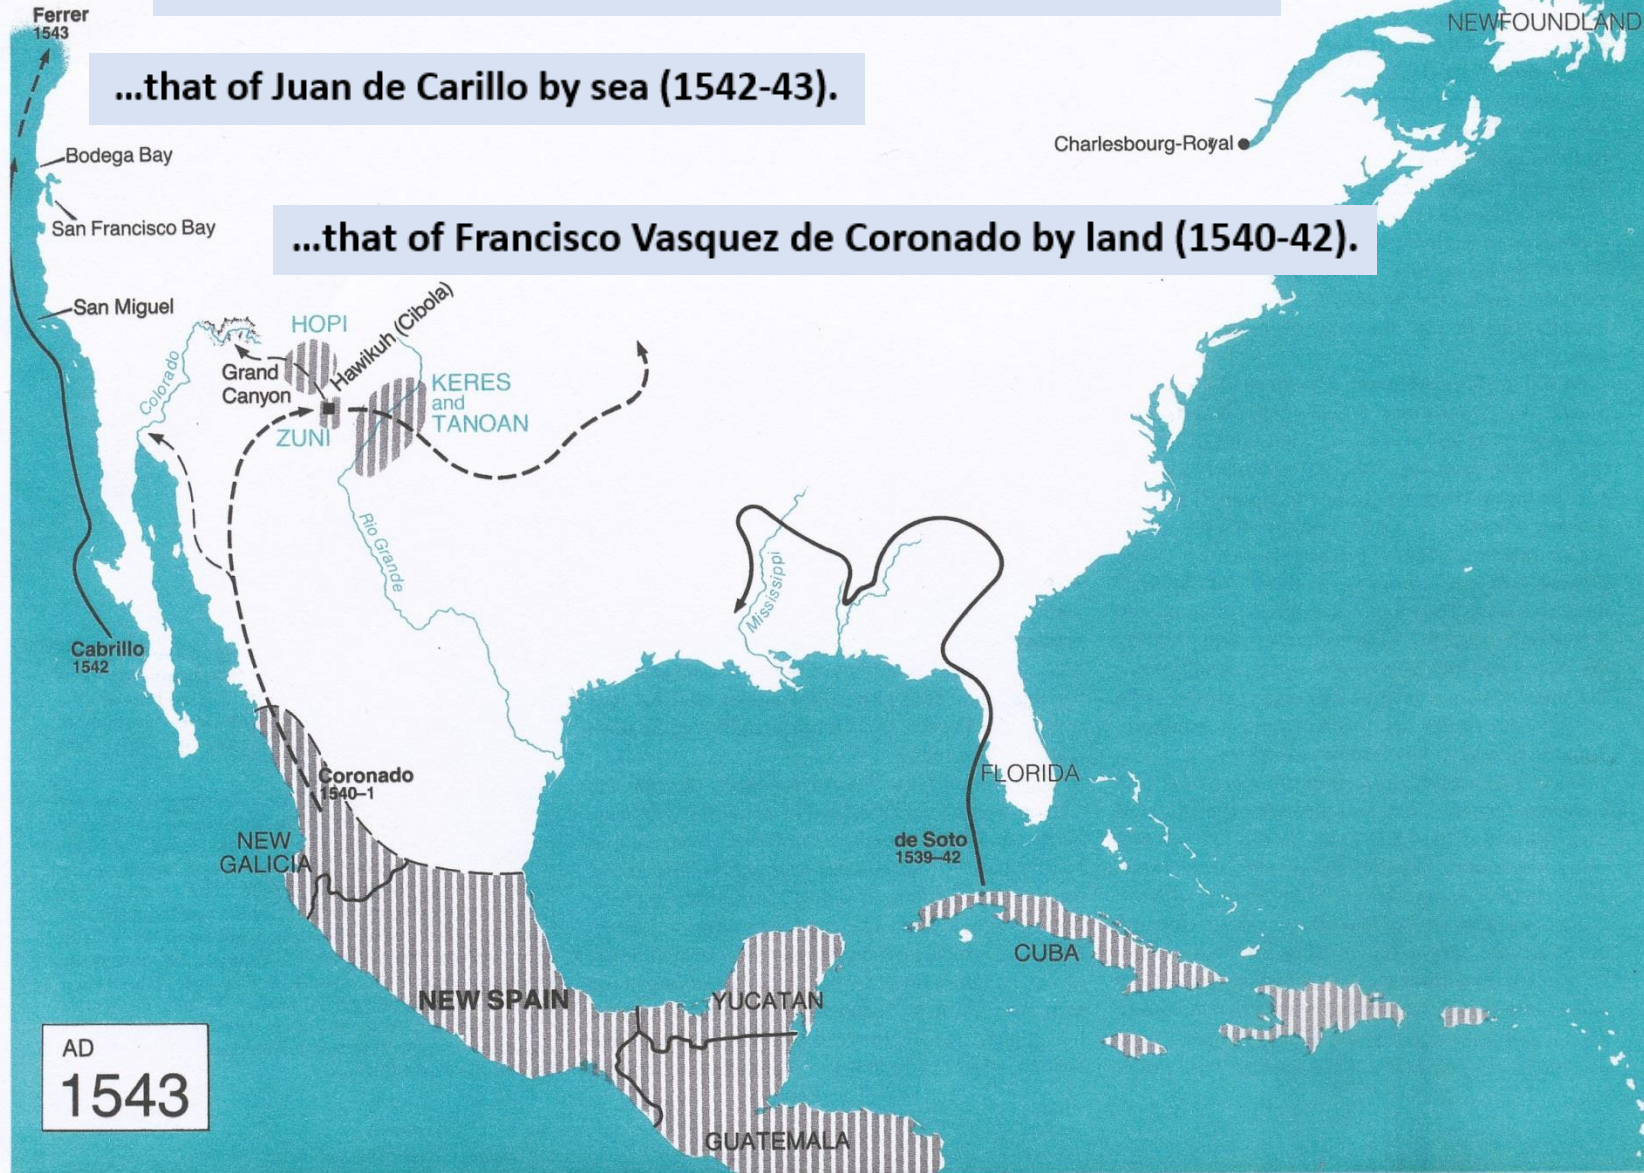 Ferrer
1543
NEWFOUNDLAND
...that of Juan de Carillo by sea (1542-43).
Charlesbourg-Royal
Bodega Bay
San Francisco Bay
...that of Francisco Vasquez de Coronado by land (1540-42).
San Miguel
HOPI
Hawikuh (Cibola)
Grand
Canyon
Colorado
KERES
and
TANOAN
ZUNI
Rio Grande
Mississippi
Cabrillo
1542
Coronado
1540–1
FLORIDA
NEW
GALICIA
de Soto
1539–42
CUBA
NEW SPAIN
YUCATAN
GUATEMALA
AD
1543